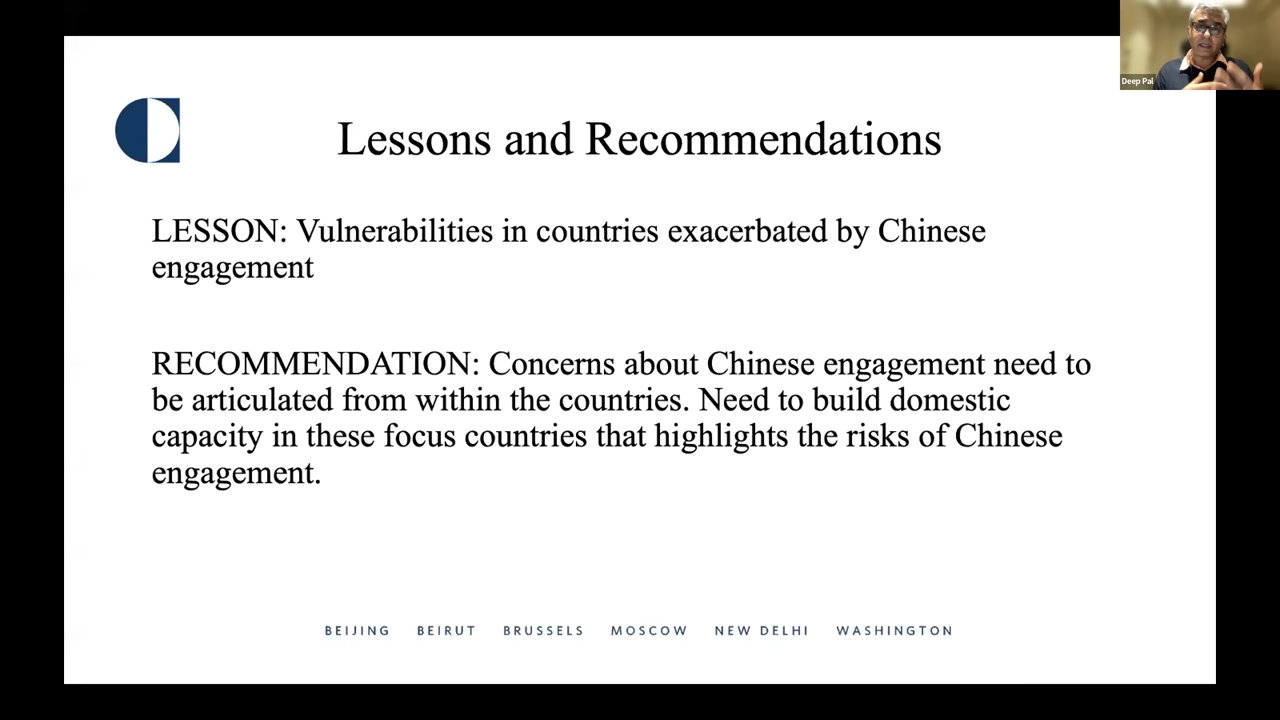 Deep Pal
Lessons and Recommendations
LESSON: Vulnerabilities in countries exacerbated by Chinese
engagement
RECOMMENDATION: Concerns about Chinese engagement need to
be articulated from within the countries. Need to build domestic
capacity in these focus countries that highlights the risks of Chinese
engagement.
BEIJING BEIRUT BRUSSELS MOSCOW NEW DELHI WASHINGTON